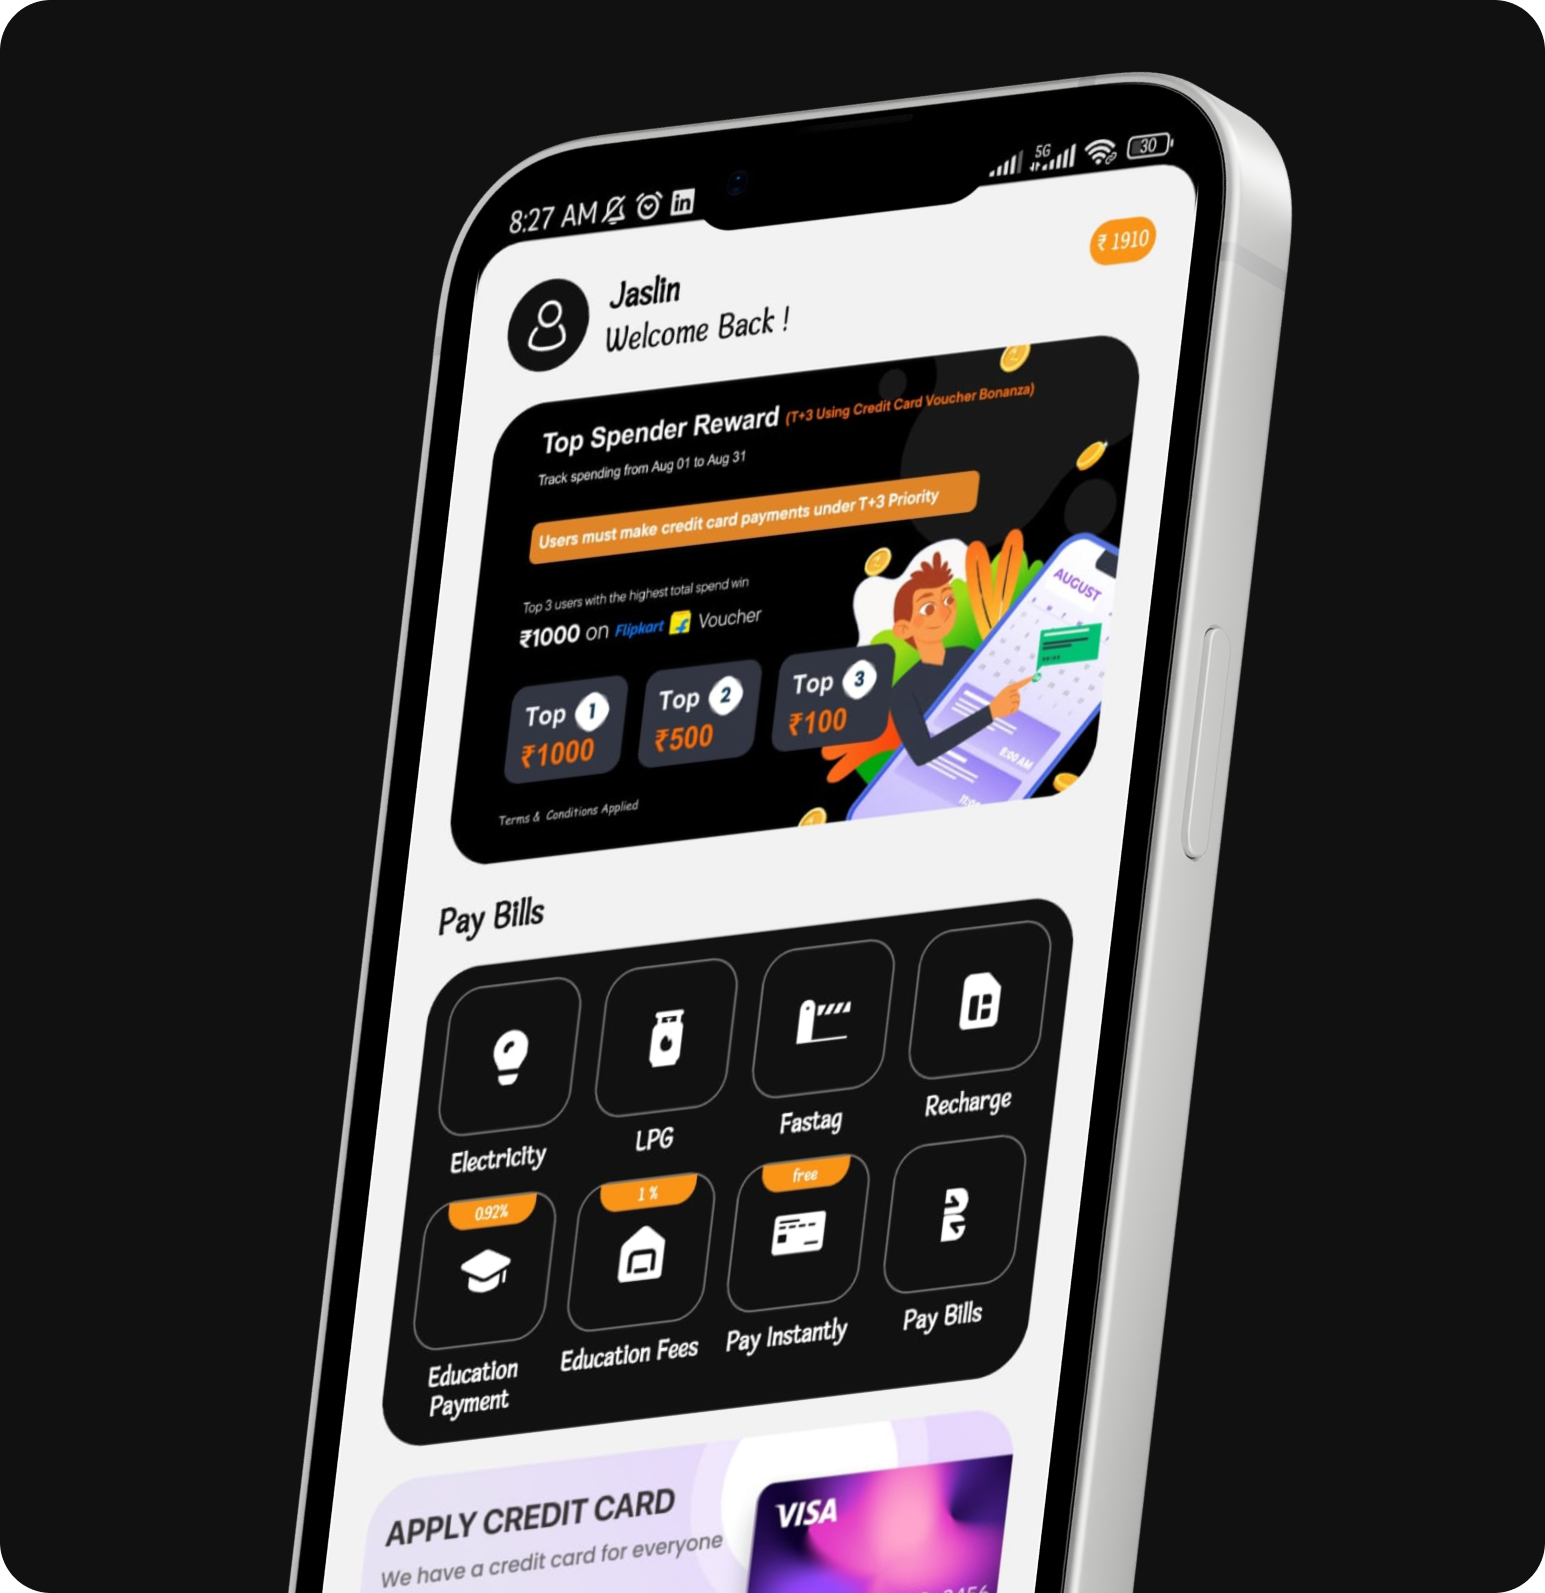 8:27 AM
5G
30
₹ 1910
Jaslin
Welcome Back !
Top Spender Reward (T+3 Using Credit Card Voucher Bonanza)
Track spending from Aug 01 to Aug 31
Users must make credit card payments under T+3 Priority
Top 3 users with the highest total spend win
₹1000 on Flipkart Voucher
AUGUST
Top 1
₹1000
Top 2
₹500
Top 3
₹100
8:00 AM
Terms & Conditions Applied
Pay Bills
Electricity
LPG
Fastag
Recharge
0.92%
1 %
free
Education
Payment
Education Fees
Pay Instantly
Pay Bills
APPLY CREDIT CARD
We have a credit card for everyone
VISA